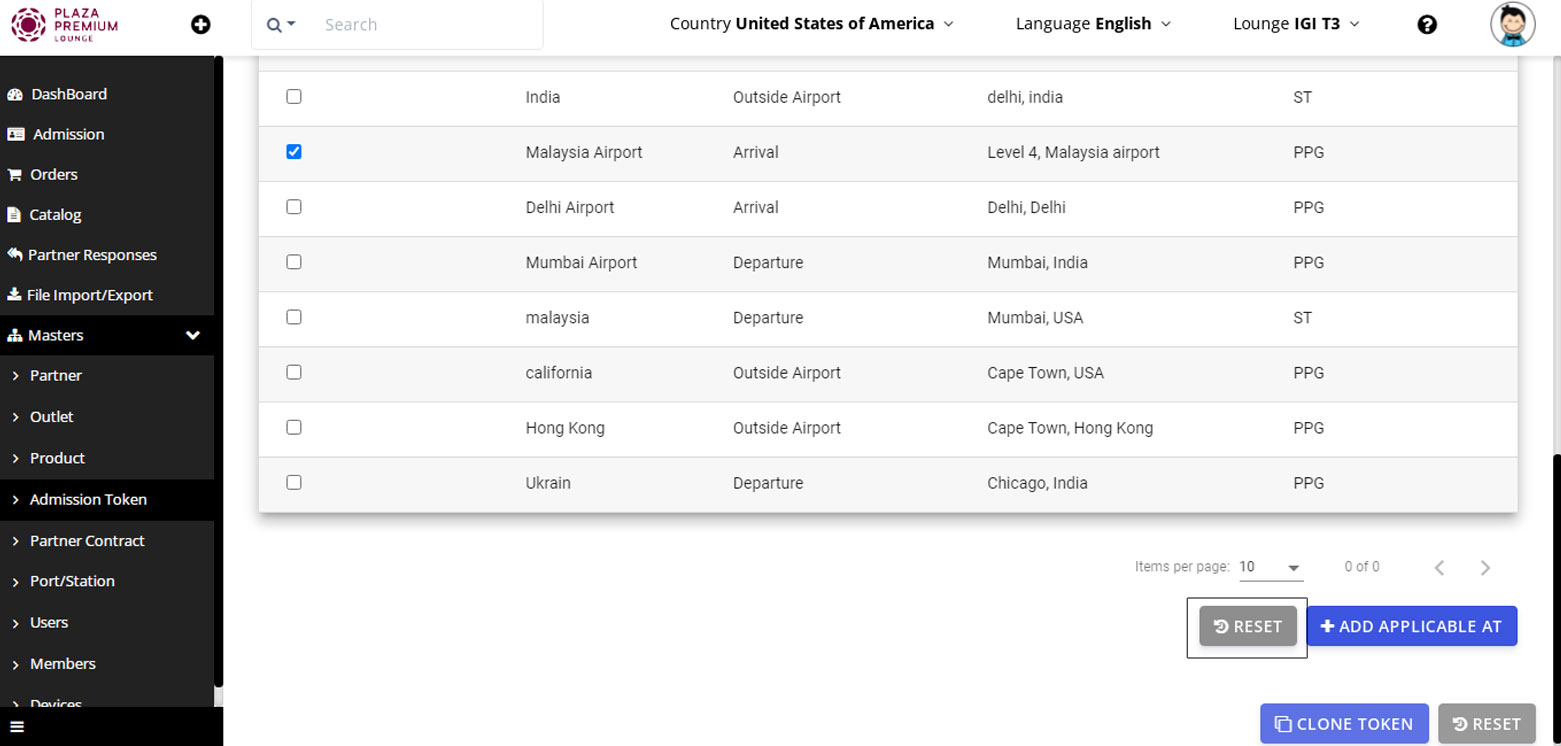 PLAZA
PREMIUM
LOUNGE
Search
Country United States of America
Language English
Lounge IGI T3
DashBoard
Admission
Orders
Catalog
Partner Responses
File Import/Export
Masters
Partner
Outlet
Product
Admission Token
Partner Contract
Port/Station
Users
Members
Devices
India Outside Airport delhi, india ST
Malaysia Airport Arrival Level 4, Malaysia airport PPG
Delhi Airport Arrival Delhi, Delhi PPG
Mumbai Airport Departure Mumbai, India PPG
malaysia Departure Mumbai, USA ST
california Outside Airport Cape Town, USA PPG
Hong Kong Outside Airport Cape Town, Hong Kong PPG
Ukrain Departure Chicago, India PPG
Items per page: 10 0 of 0
RESET ADD APPLICABLE AT
CLONE TOKEN RESET